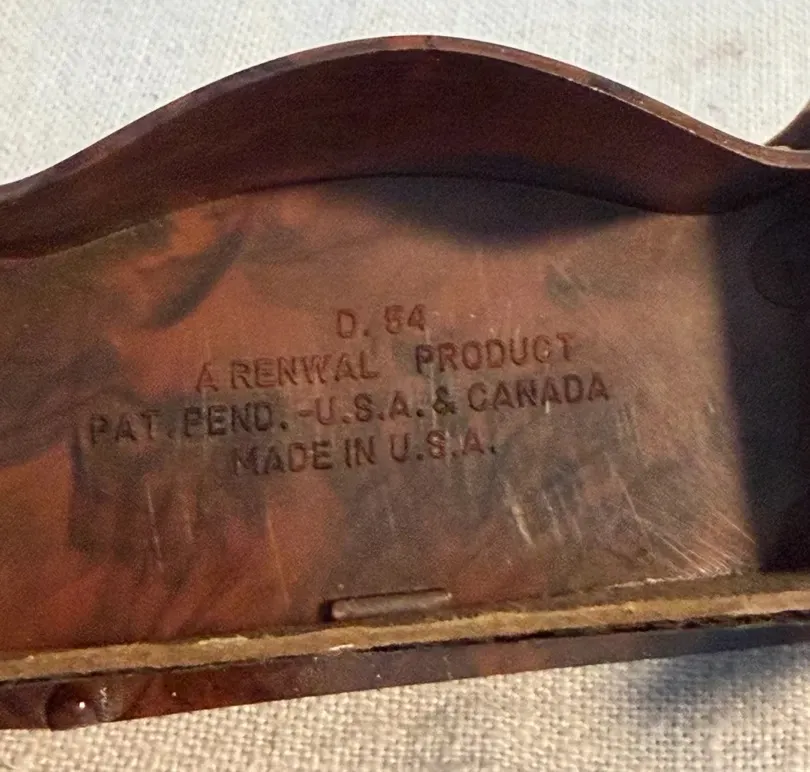 D. 54
A RENWAL PRODUCT
PAT. PEND. -U.S.A. & CANADA
MADE IN U.S.A.